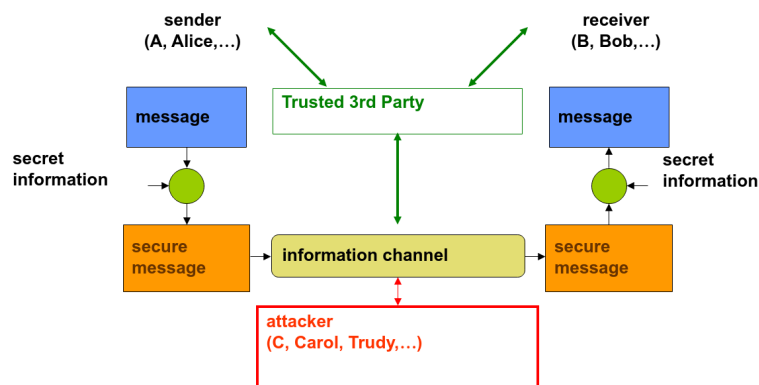 sender
(A, Alice,...)
receiver
(B, Bob,...)
Trusted 3rd Party
message
message
secret
information
secret
information
secure
message
information channel
secure
message
attacker
(C, Carol, Trudy,...)